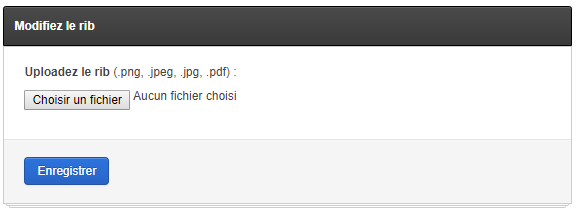 Modifiez le rib
Uploadez le rib (.png, .jpeg, .jpg, .pdf) :
Choisir un fichier Aucun fichier choisi
Enregistrer